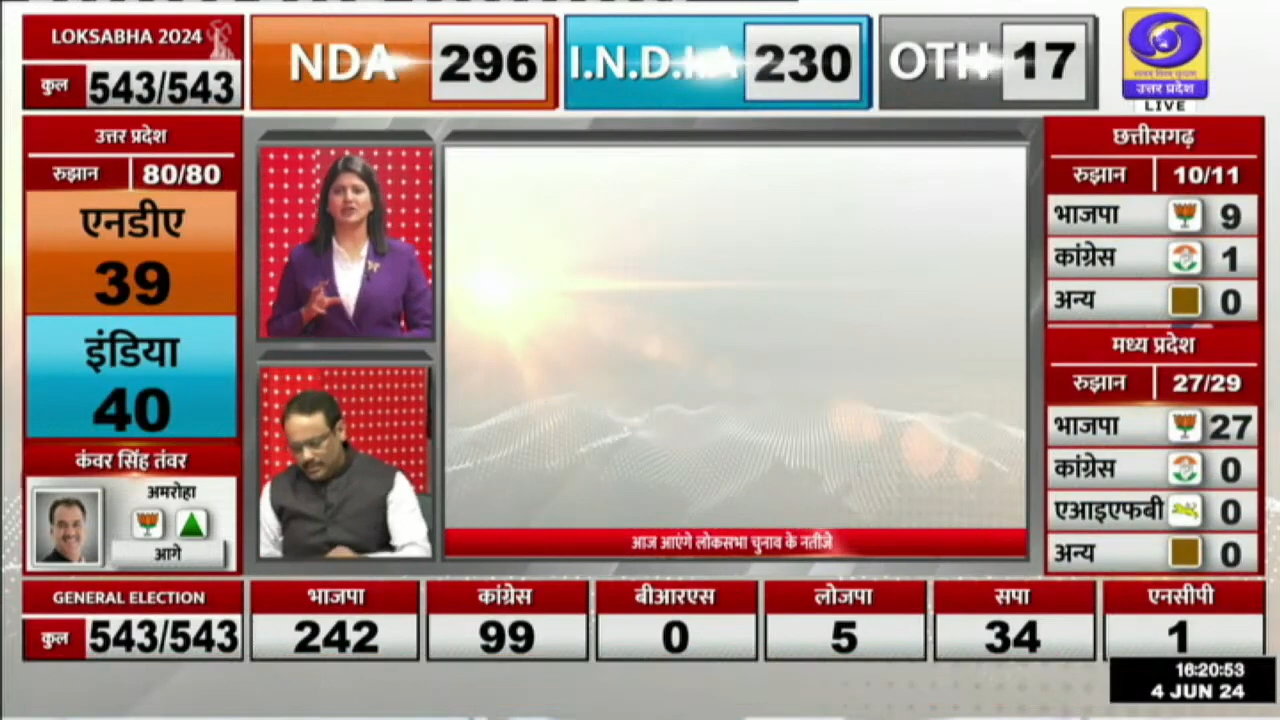 LOKSABHA 2024
कुल 543/543
NDA 296
I.N.D.I.A 230
OTH 17
उत्तर प्रदेश
LIVE
उत्तर प्रदेश
रुझान 80/80
एनडीए
39
इंडिया
40
कंवर सिंह तंवर
अमरोहा
आगे
आज आएंगे लोकसभा चुनाव के नतीजे
छत्तीसगढ़
रुझान 10/11
भाजपा 9
कांग्रेस 1
अन्य 0
मध्य प्रदेश
रुझान 27/29
भाजपा 27
कांग्रेस 0
एआइएफबी 0
अन्य 0
GENERAL ELECTION
कुल 543/543
भाजपा 242
कांग्रेस 99
बीआरएस 0
लोजपा 5
सपा 34
एनसीपी 1
16:20:53
4 JUN 24